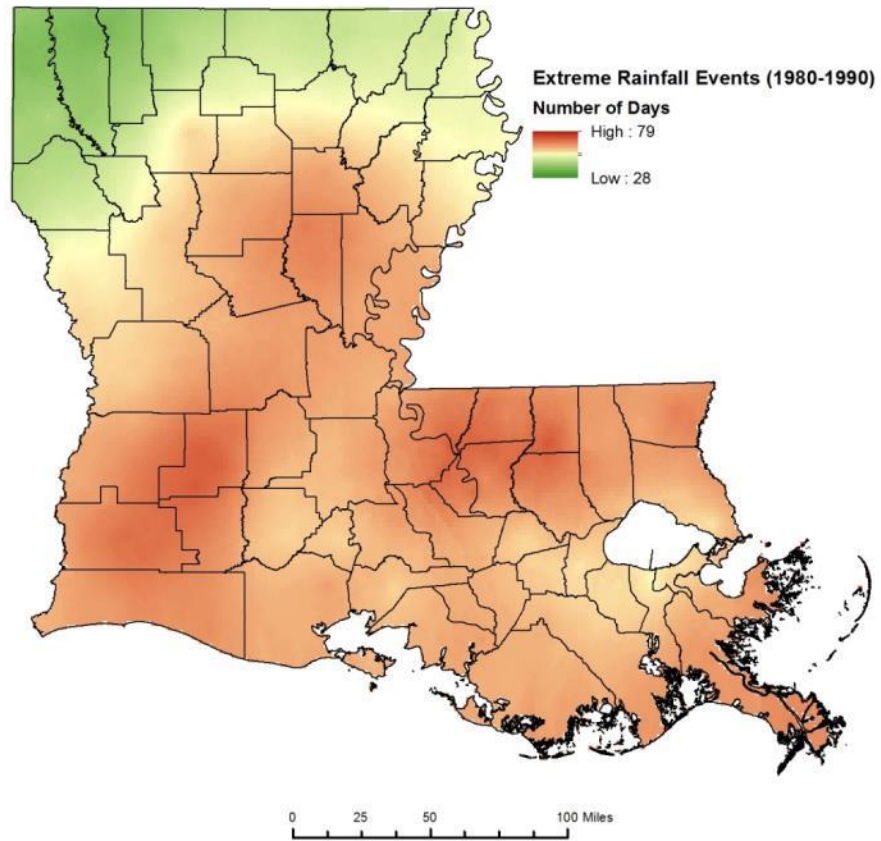 Extreme Rainfall Events (1980-1990)
Number of Days
High : 79
Low : 28
0 25 50 100 Miles